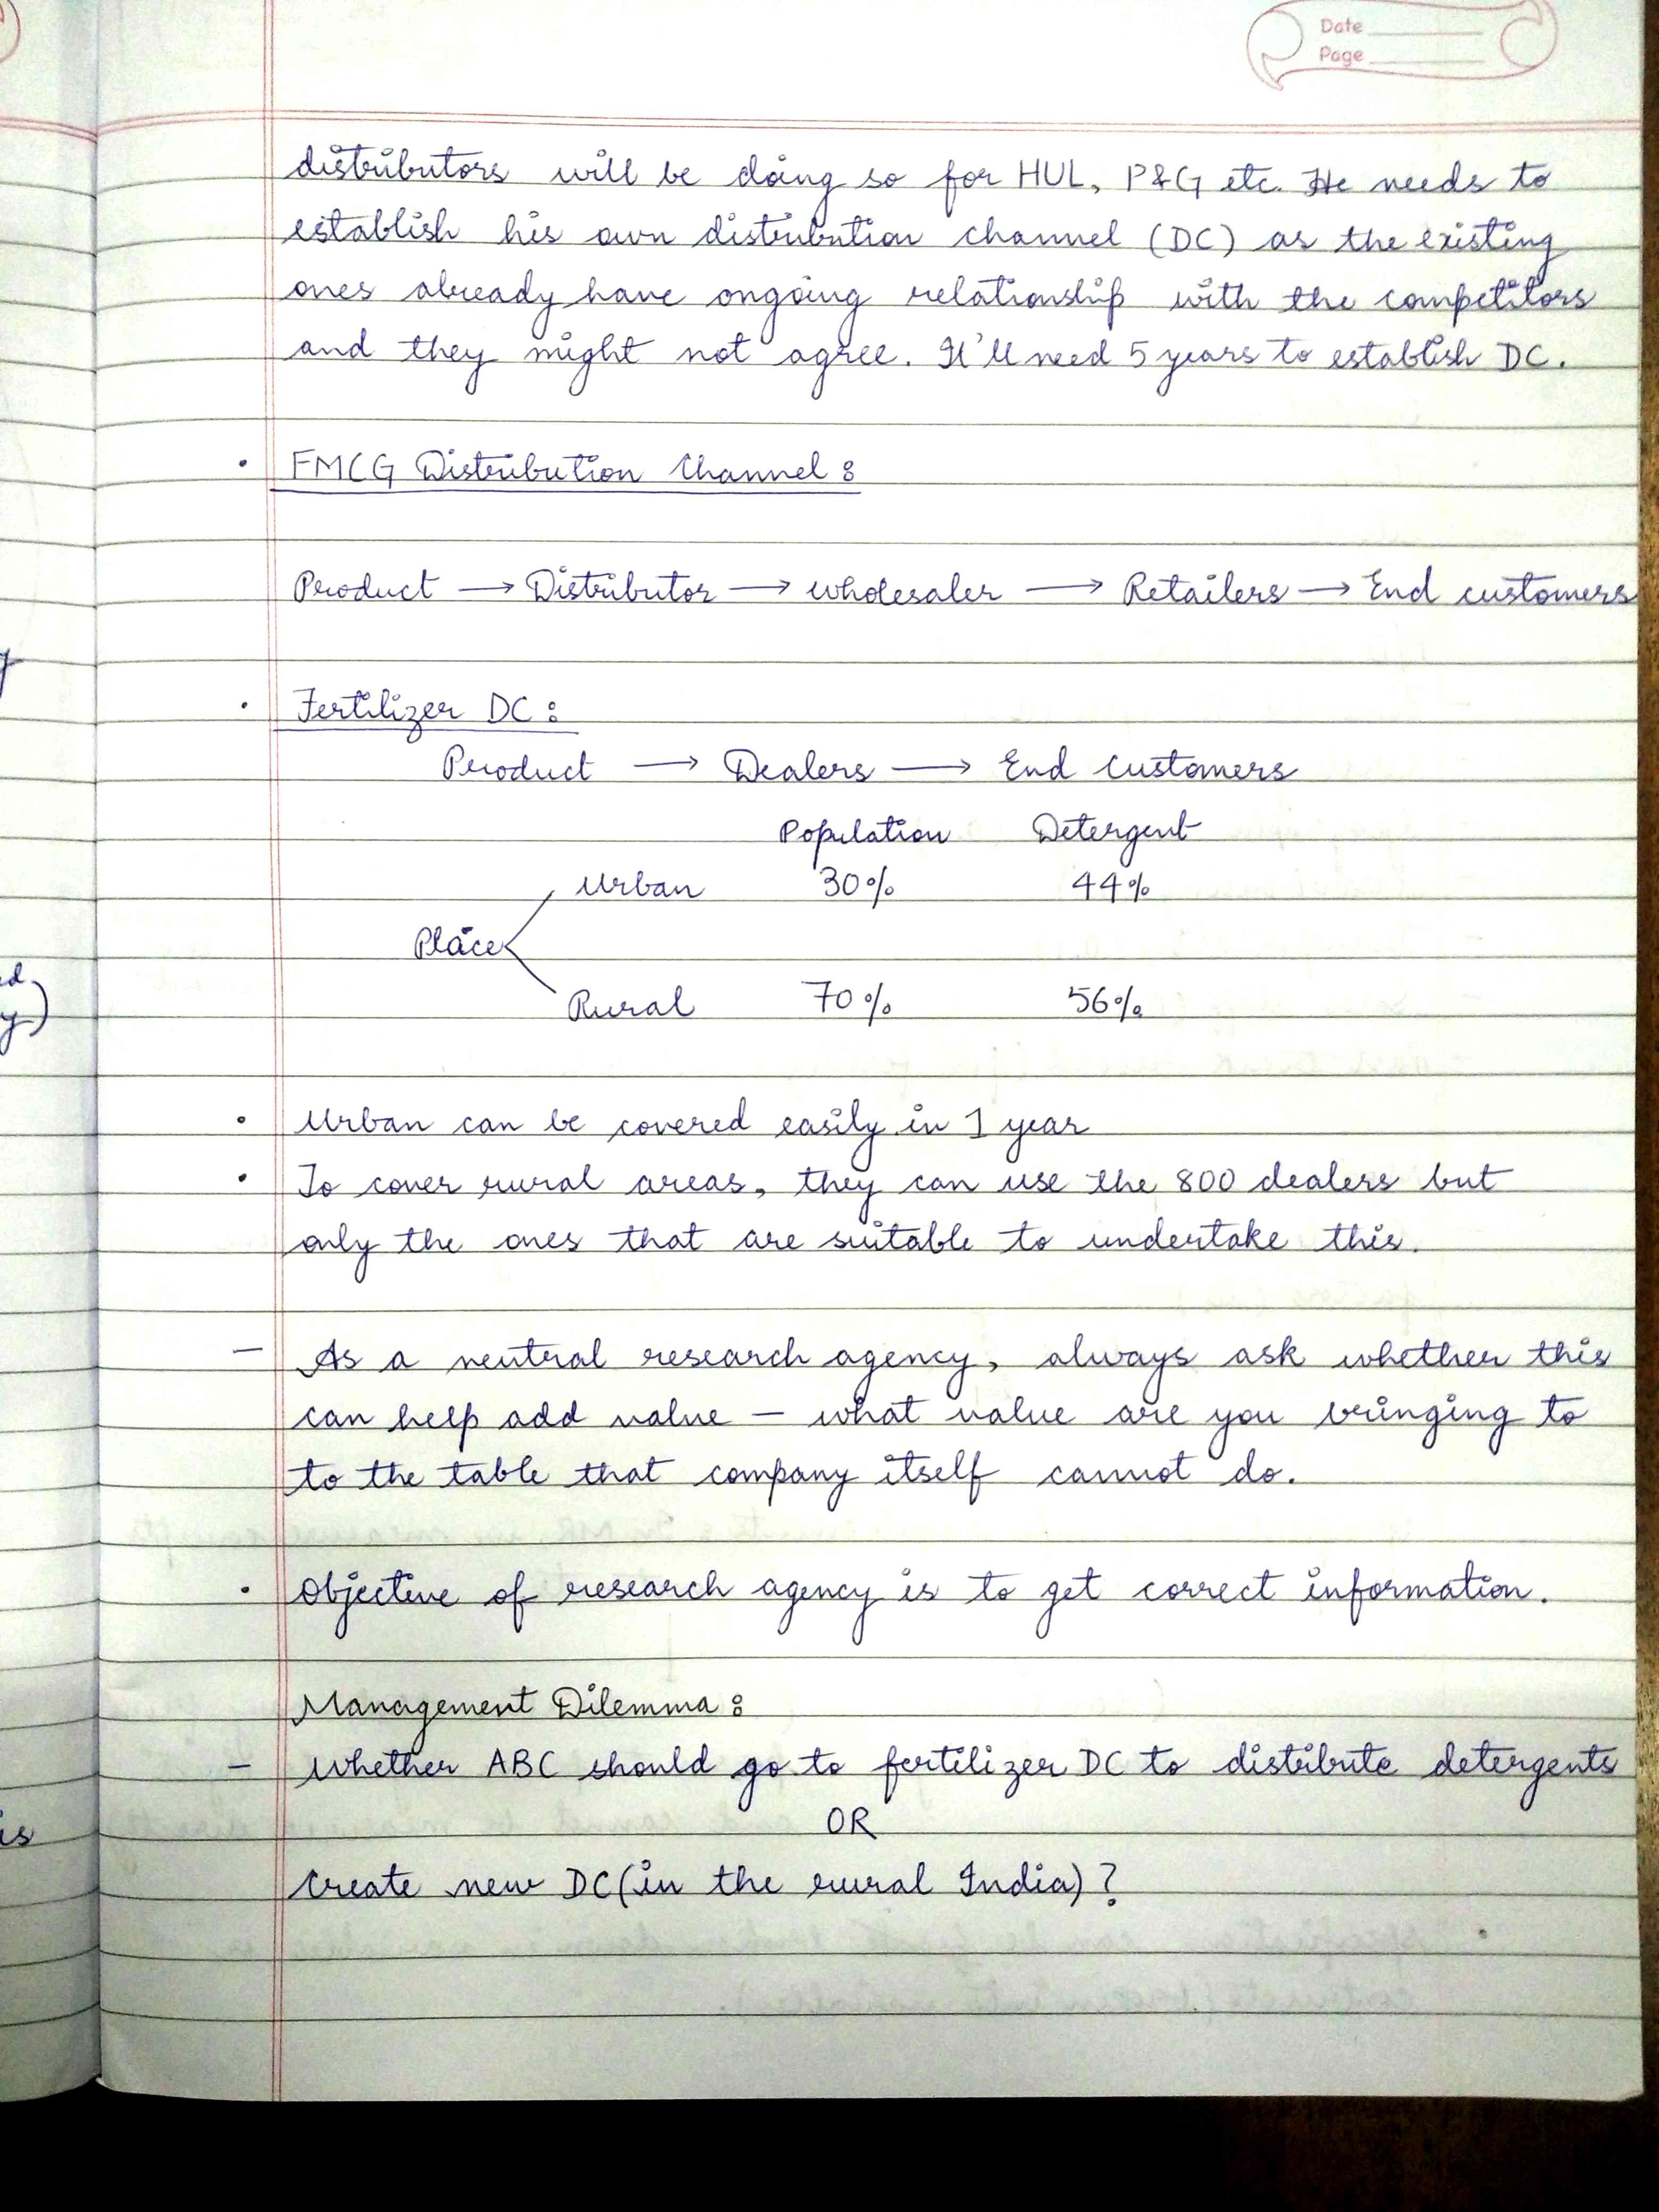 Date
Page
distributors will be doing so for HUL, P&G etc. He needs to
establish his own distribution channel (DC) as the existing
ones already have ongoing relationship with the competitors
and they might not agree. It'll need 5 years to establish DC.
• FMCG Distribution Channel :
Product → Distributor → Wholesaler → Retailers → End customers
• Fertilizer DC :
Product → Dealers → End customers
Population Detergent
Urban 30% 44%
Place
Rural 70% 56%
• Urban can be covered easily in 1 year
• To cover rural areas, they can use the 800 dealers but
only the ones that are suitable to undertake this.
– As a neutral research agency, always ask whether this
can help add value – what value are you bringing to
to the table that company itself cannot do.
• Objective of research agency is to get correct information.
Management Dilemma :
– Whether ABC should go to fertilizer DC to distribute detergents
OR
Create new DC (in the rural India) ?